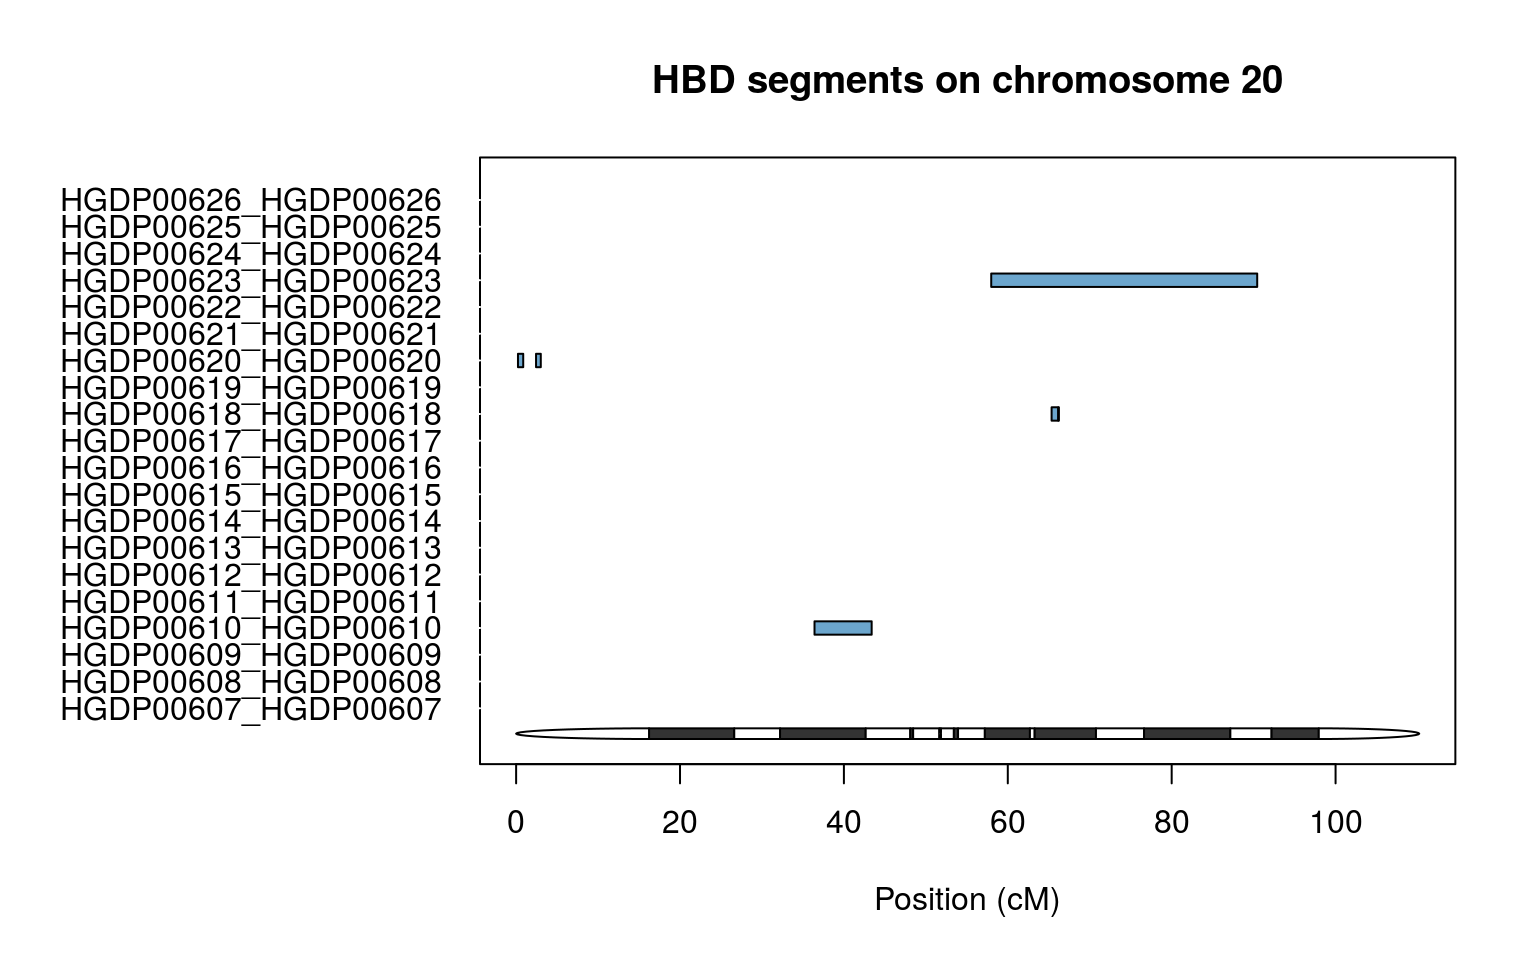 HBD segments on chromosome 20
HGDP00626_HGDP00626
HGDP00625_HGDP00625
HGDP00624_HGDP00624
HGDP00623_HGDP00623
HGDP00622_HGDP00622
HGDP00621_HGDP00621
HGDP00620_HGDP00620
HGDP00619_HGDP00619
HGDP00618_HGDP00618
HGDP00617_HGDP00617
HGDP00616_HGDP00616
HGDP00615_HGDP00615
HGDP00614_HGDP00614
HGDP00613_HGDP00613
HGDP00612_HGDP00612
HGDP00611_HGDP00611
HGDP00610_HGDP00610
HGDP00609_HGDP00609
HGDP00608_HGDP00608
HGDP00607_HGDP00607
0 20 40 60 80 100
Position (cM)